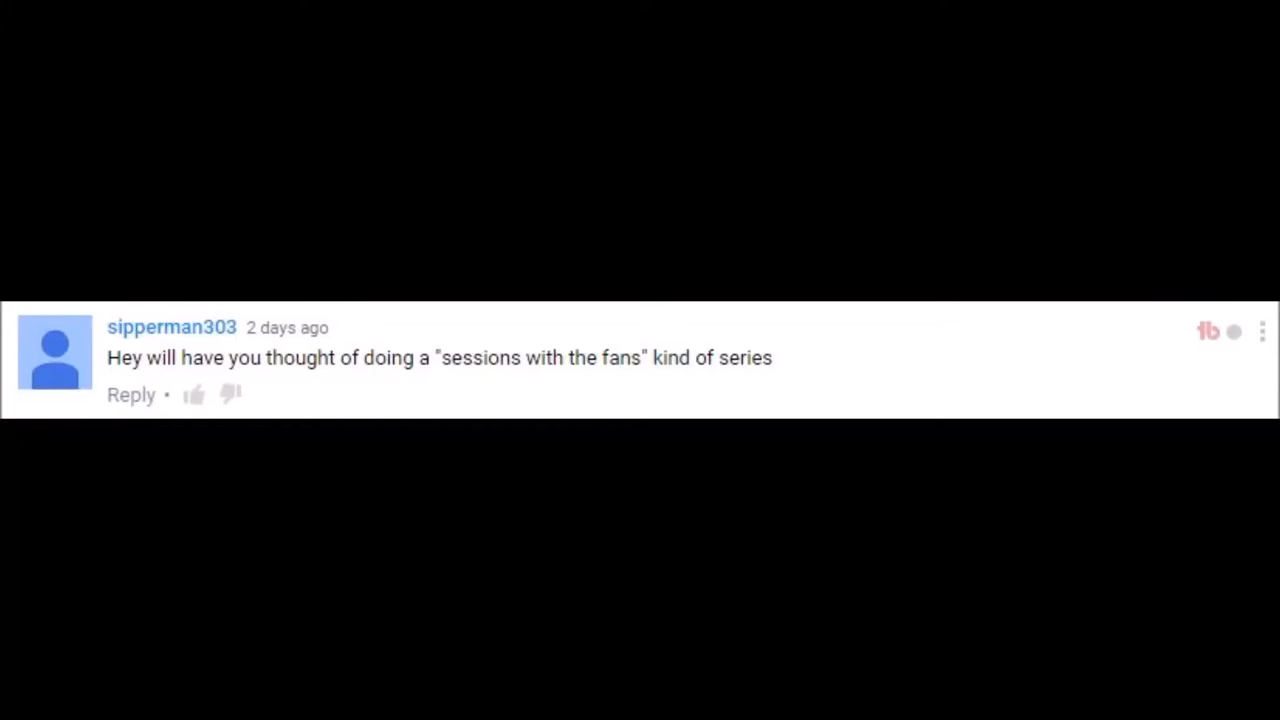 sipperman303 2 days ago
tb
Hey will have you thought of doing a "sessions with the fans" kind of series
Reply •